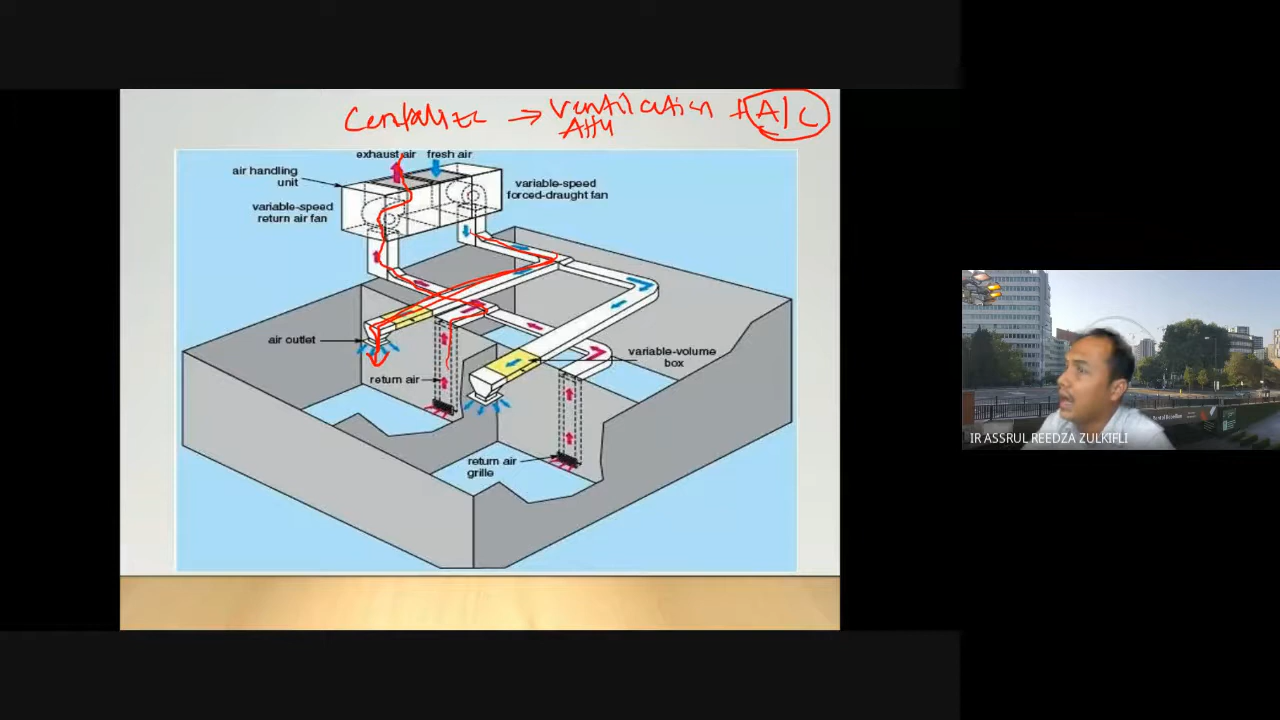 Centralize → Ventilation + A/C
AHU
exhaust air fresh air
air handling
unit
variable-speed
forced-draught fan
variable-speed
return air fan
air outlet
variable-volume
box
return air
return air
grille
IR ASSRUL REEDZA ZULKIFLI